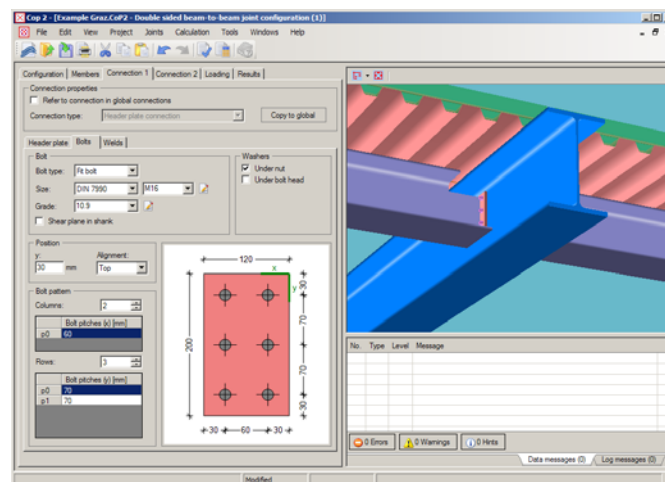 Cop 2 - [Example Graz.CoP2 - Double sided beam-to-beam joint configuration (1)]
File Edit View Project Joints Calculation Tools Windows Help
Configuration Members Connection 1 Connection 2 Loading Results
Connection properties
Refer to connection in global connections
Connection type: Header plate connection Copy to global
Header plate Bolts Welds
Bolt Washers
Bolt type: Fit bolt Under nut
Under bolt head
Size: DIN 7990 M16
Grade: 10.9
Shear plane in shank
Position
y: Alignment:
30 mm Top
Bolt pattern
Columns: 2
Bolt pitches (x) [mm]
p0 60
Rows: 3
Bolt pitches (y) [mm]
p0 70
p1 70
120
x
y
30
70
200
70
30
30 60 30
No. Type Level Message
0 Errors 0 Warnings 0 Hints
Data messages (0) Log messages (0)
Modified